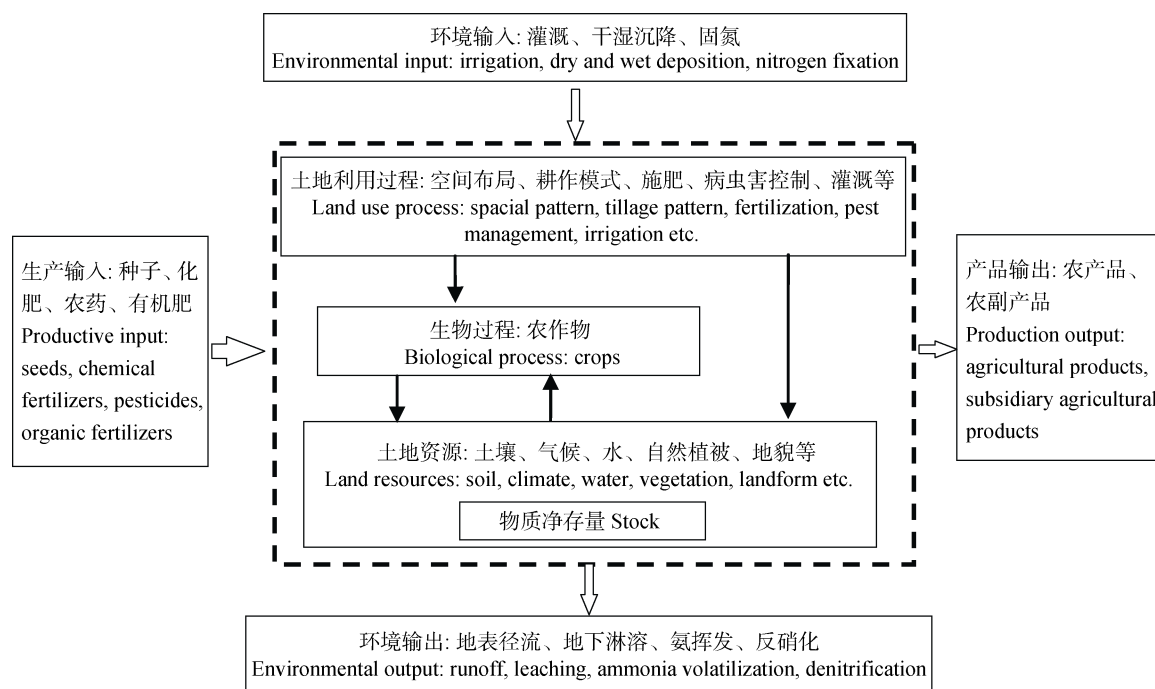 环境输入: 灌溉、干湿沉降、固氮
Environmental input: irrigation, dry and wet deposition, nitrogen fixation
土地利用过程: 空间布局、耕作模式、施肥、病虫害控制、灌溉等
Land use process: spacial pattern, tillage pattern, fertilization, pest
management, irrigation etc.
生产输入: 种子、化
肥、农药、有机肥
Productive input:
seeds, chemical
fertilizers, pesticides,
organic fertilizers
生物过程: 农作物
Biological process: crops
产品输出: 农产品、
农副产品
Production output:
agricultural products,
subsidiary agricultural
products
土地资源: 土壤、气候、水、自然植被、地貌等
Land resources: soil, climate, water, vegetation, landform etc.
物质净存量 Stock
环境输出: 地表径流、地下淋溶、氨挥发、反硝化
Environmental output: runoff, leaching, ammonia volatilization, denitrification